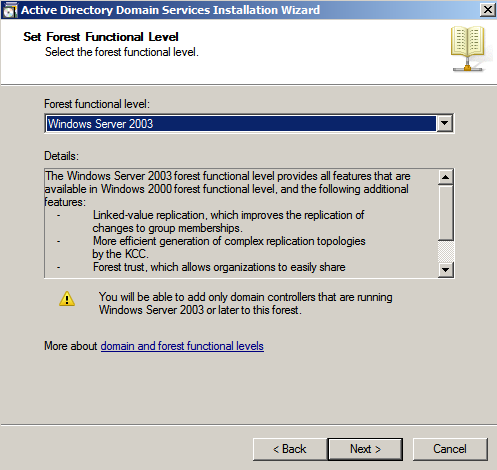 Active Directory Domain Services Installation Wizard
Set Forest Functional Level
Select the forest functional level.
Forest functional level:
Windows Server 2003
Details:
The Windows Server 2003 forest functional level provides all features that are
available in Windows 2000 forest functional level, and the following additional
features:
- Linked-value replication, which improves the replication of
changes to group memberships.
- More efficient generation of complex replication topologies
by the KCC.
- Forest trust, which allows organizations to easily share
You will be able to add only domain controllers that are running
Windows Server 2003 or later to this forest.
More about domain and forest functional levels
< Back Next > Cancel